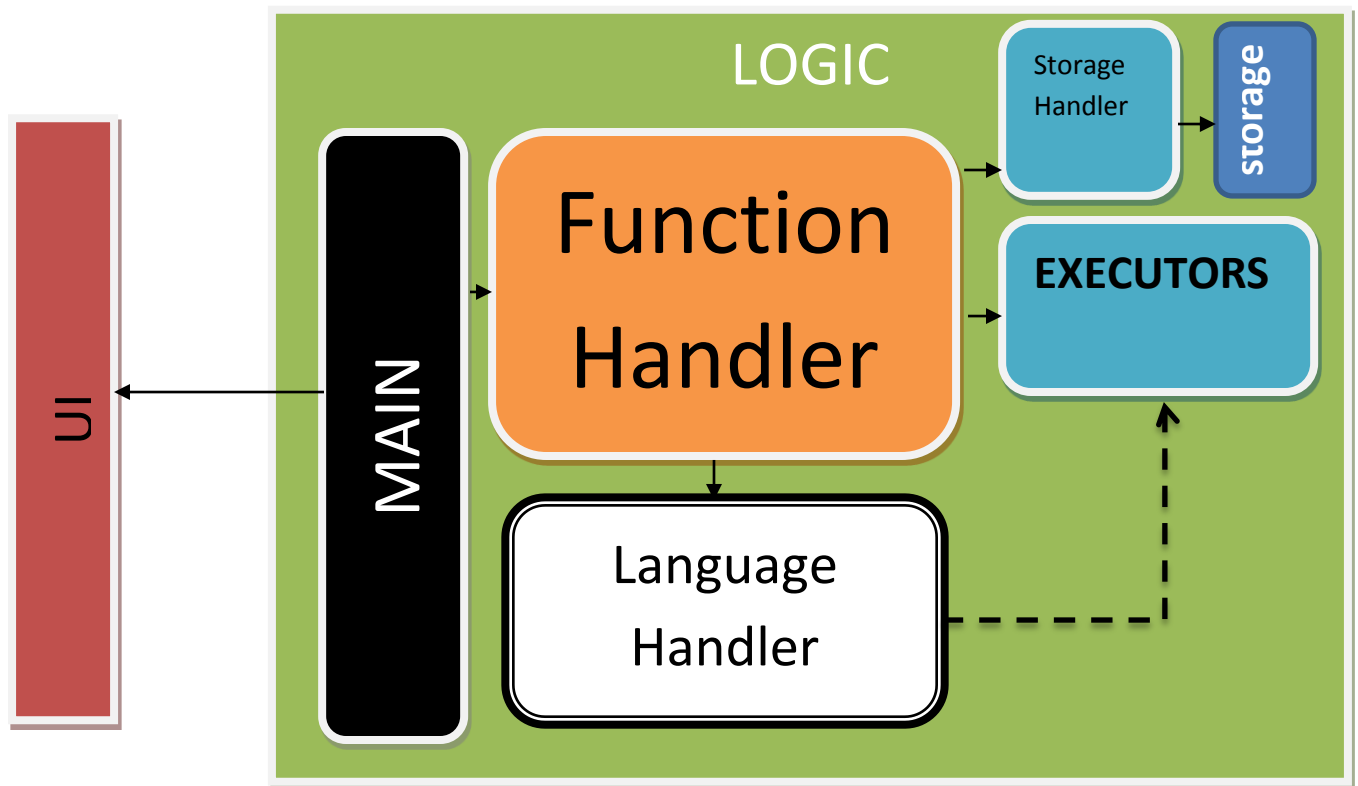 LOGIC
Storage
Handler
storage
Function
Handler
EXECUTORS
MAIN
UI
Language
Handler